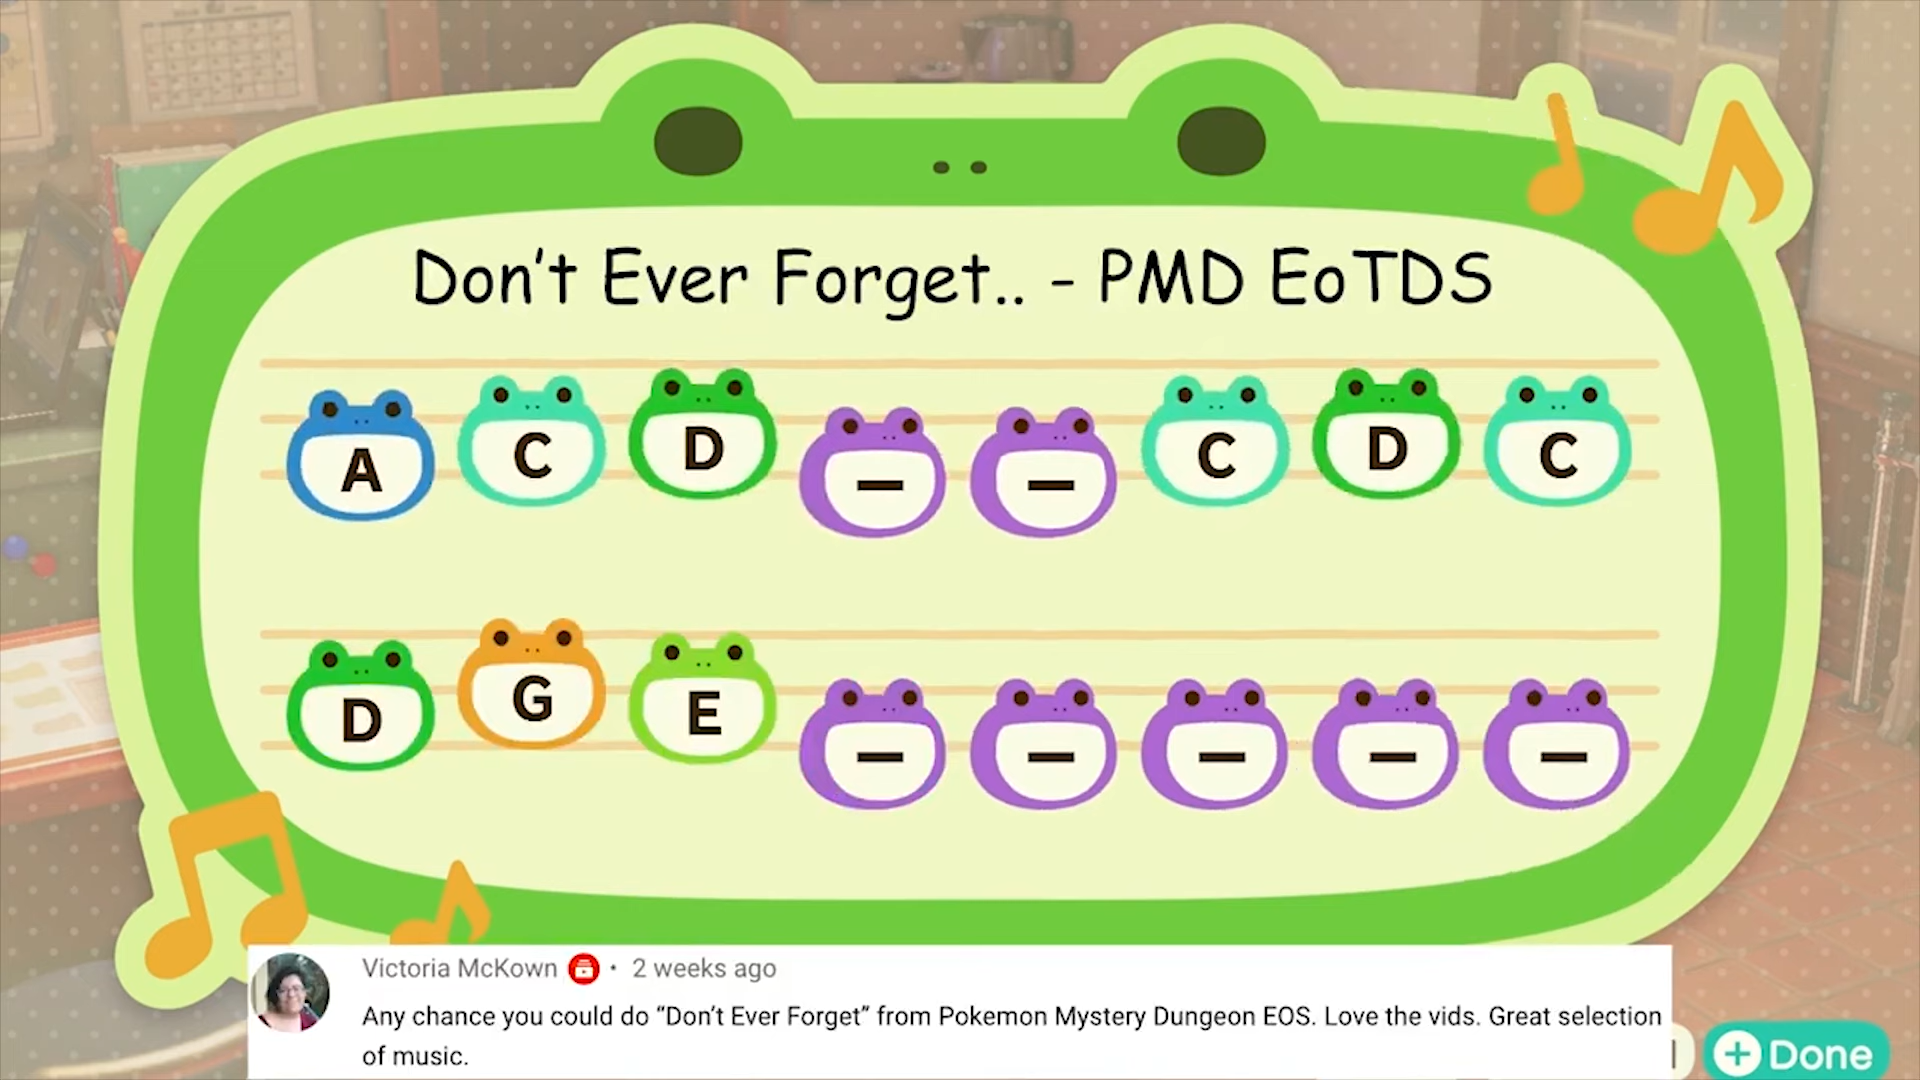 Don't Ever Forget.. - PMD EoTDS
A C D – – C D C
D G E – – – – –
Victoria McKown · 2 weeks ago
Any chance you could do “Don't Ever Forget” from Pokemon Mystery Dungeon EOS. Love the vids. Great selection
of music.
+ Done